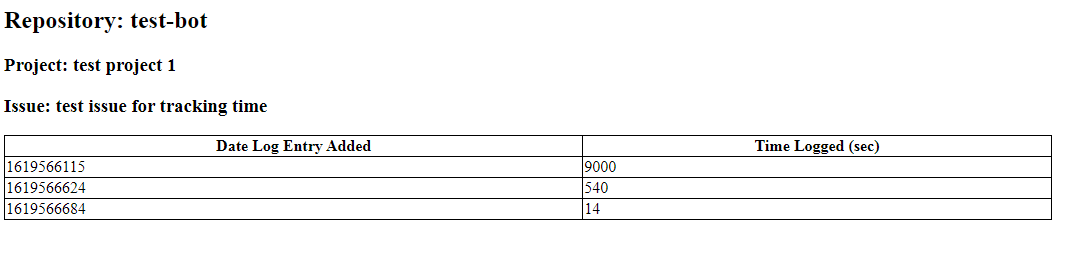 Repository: test-bot
Project: test project 1
Issue: test issue for tracking time
Date Log Entry Added Time Logged (sec)
1619566115 9000
1619566624 540
1619566684 14